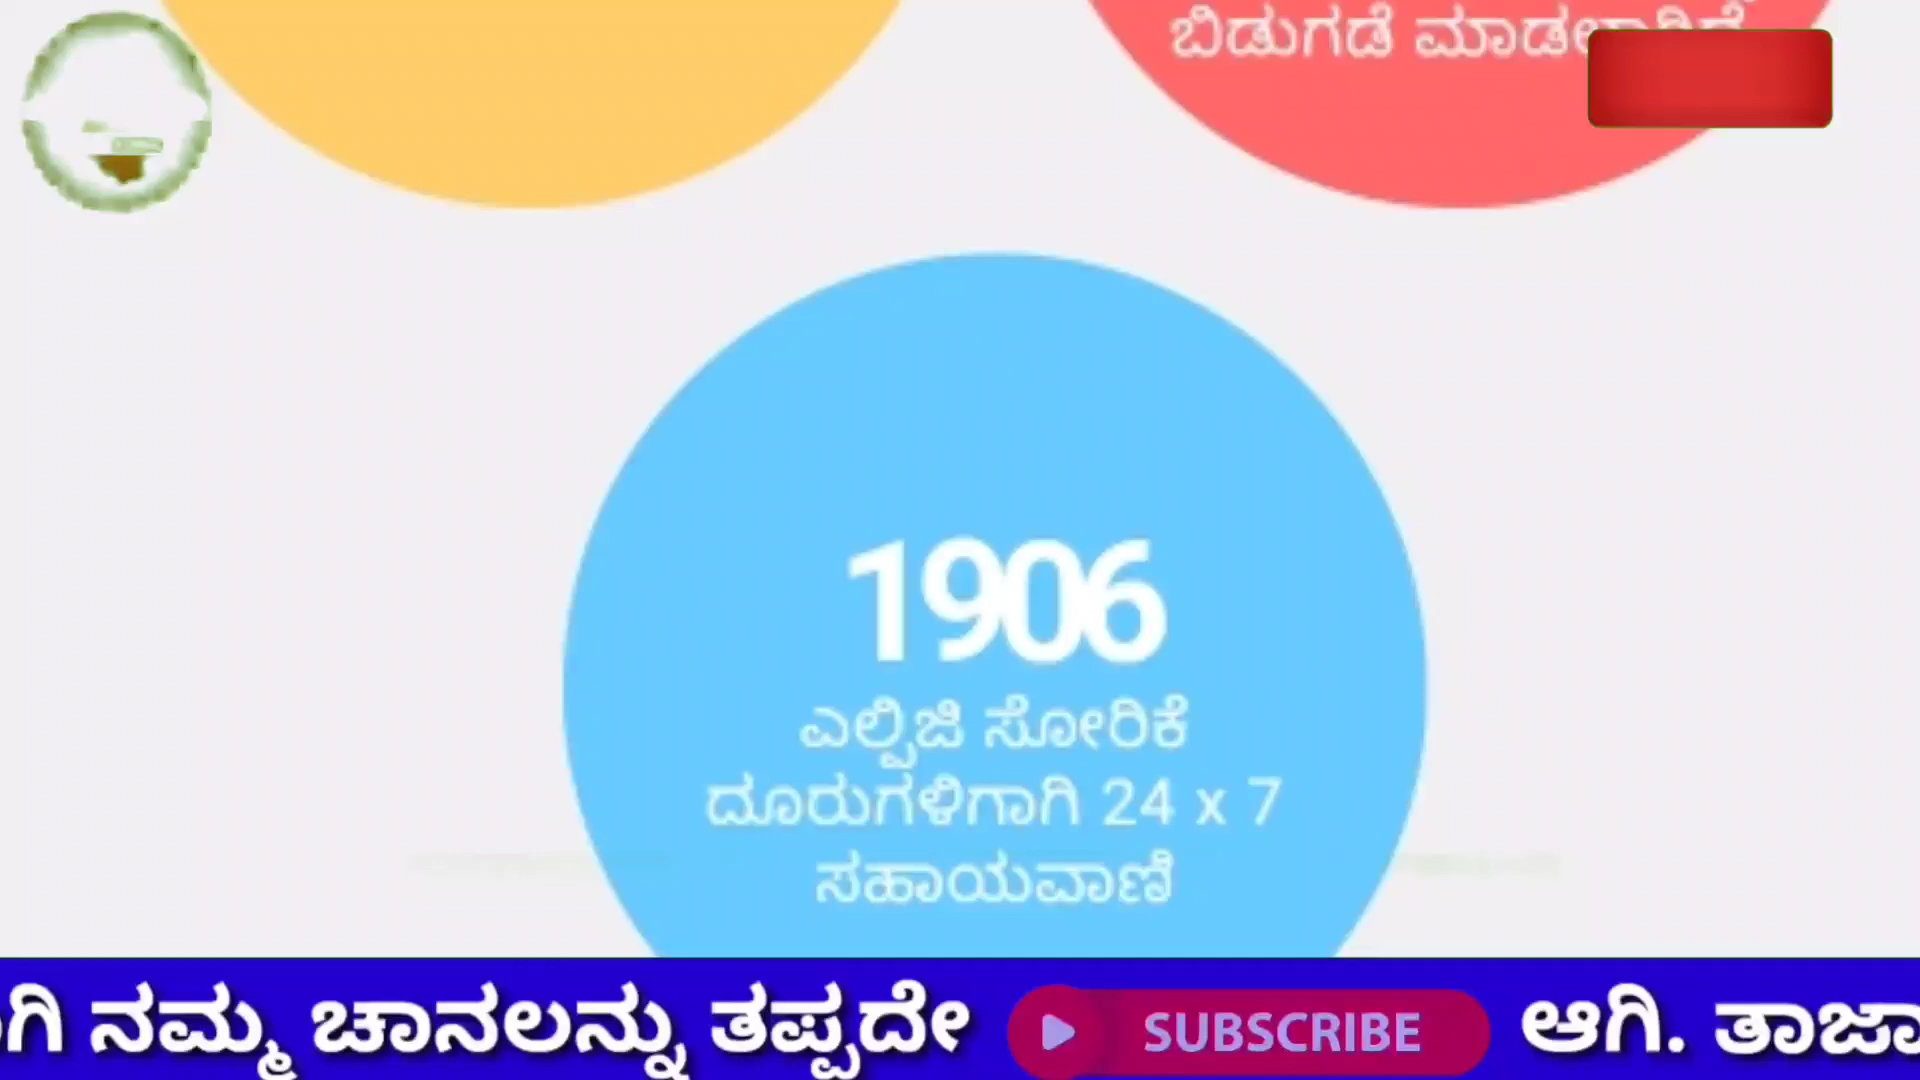 ಬಿಡುಗಡೆ
1906
ಎಲ್ಪಿಜಿ ಸೋರಿಕೆ
ದೂರುಗಳಿಗಾಗಿ 24 x 7
ಸಹಾಯವಾಣಿ
ನಮ್ಮ ಚಾನಲನ್ನು ತಪ್ಪದೇ SUBSCRIBE ಆಗಿ. ತಾಜಾ